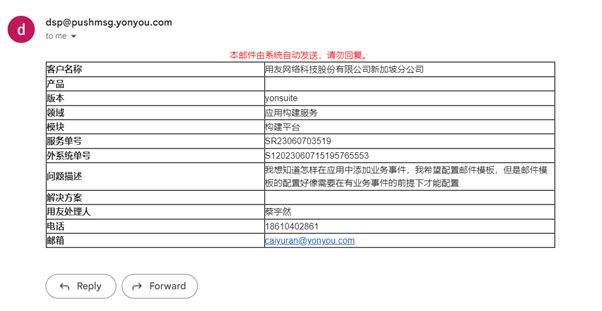 d
dsp@pushmsg.yonyou.com
to me
本邮件由系统自动发送，请勿回复。
客户名称 用友网络科技股份有限公司新加坡分公司
产品
版本 yonsuite
领域 应用构建服务
模块 构建平台
服务单号 SR23060703519
外系统单号 S12023060715195765553
问题描述 我想知道怎样在应用中添加业务事件，我希望配置邮件模板，但是邮件模
板的配置好像需要在有业务事件的前提下才能配置
解决方案
用友处理人 蔡宇然
电话 18610402861
邮箱 caiyuran@yonyou.com
Reply Forward